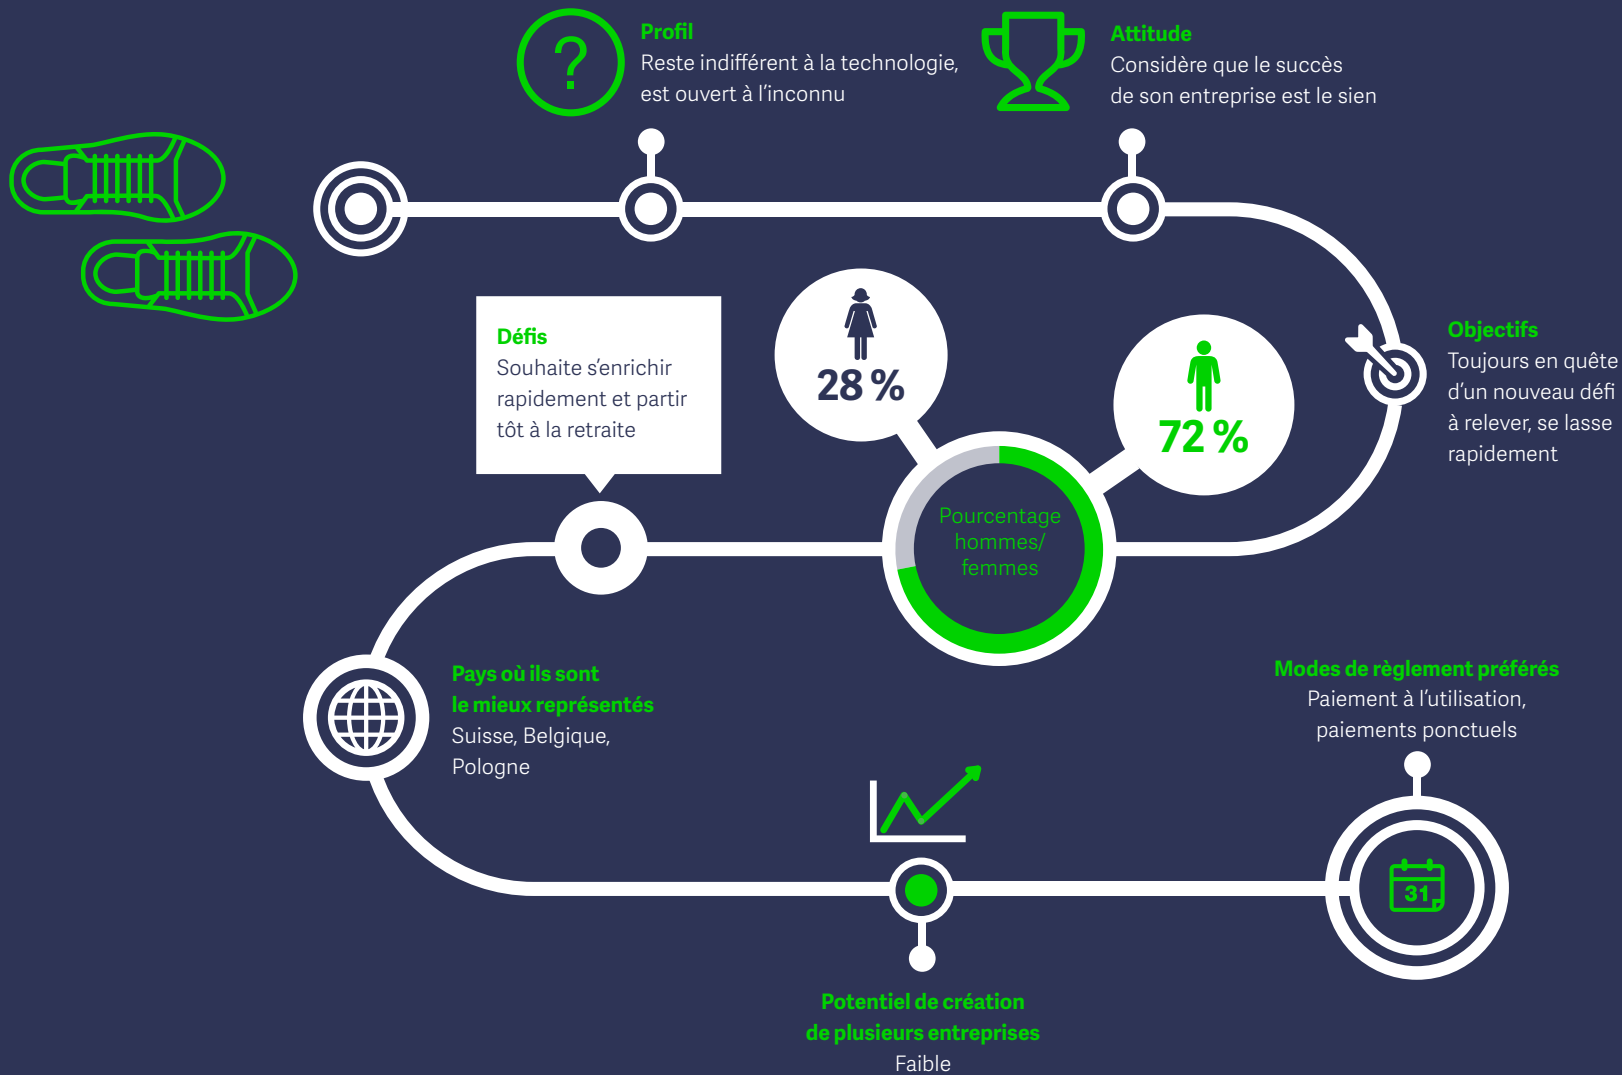 ?
Profil
Reste indifférent à la technologie,
est ouvert à l'inconnu
Attitude
Considère que le succès
de son entreprise est le sien
Objectifs
Toujours en quête
d'un nouveau défi
à relever, se lasse
rapidement
72 %
28 %
Pourcentage
hommes/
femmes
Défis
Souhaite s'enrichir
rapidement et partir
tôt à la retraite
Pays où ils sont
le mieux représentés
Suisse, Belgique,
Pologne
Potentiel de création
de plusieurs entreprises
Faible
Modes de règlement préférés
Paiement à l'utilisation,
paiements ponctuels
31